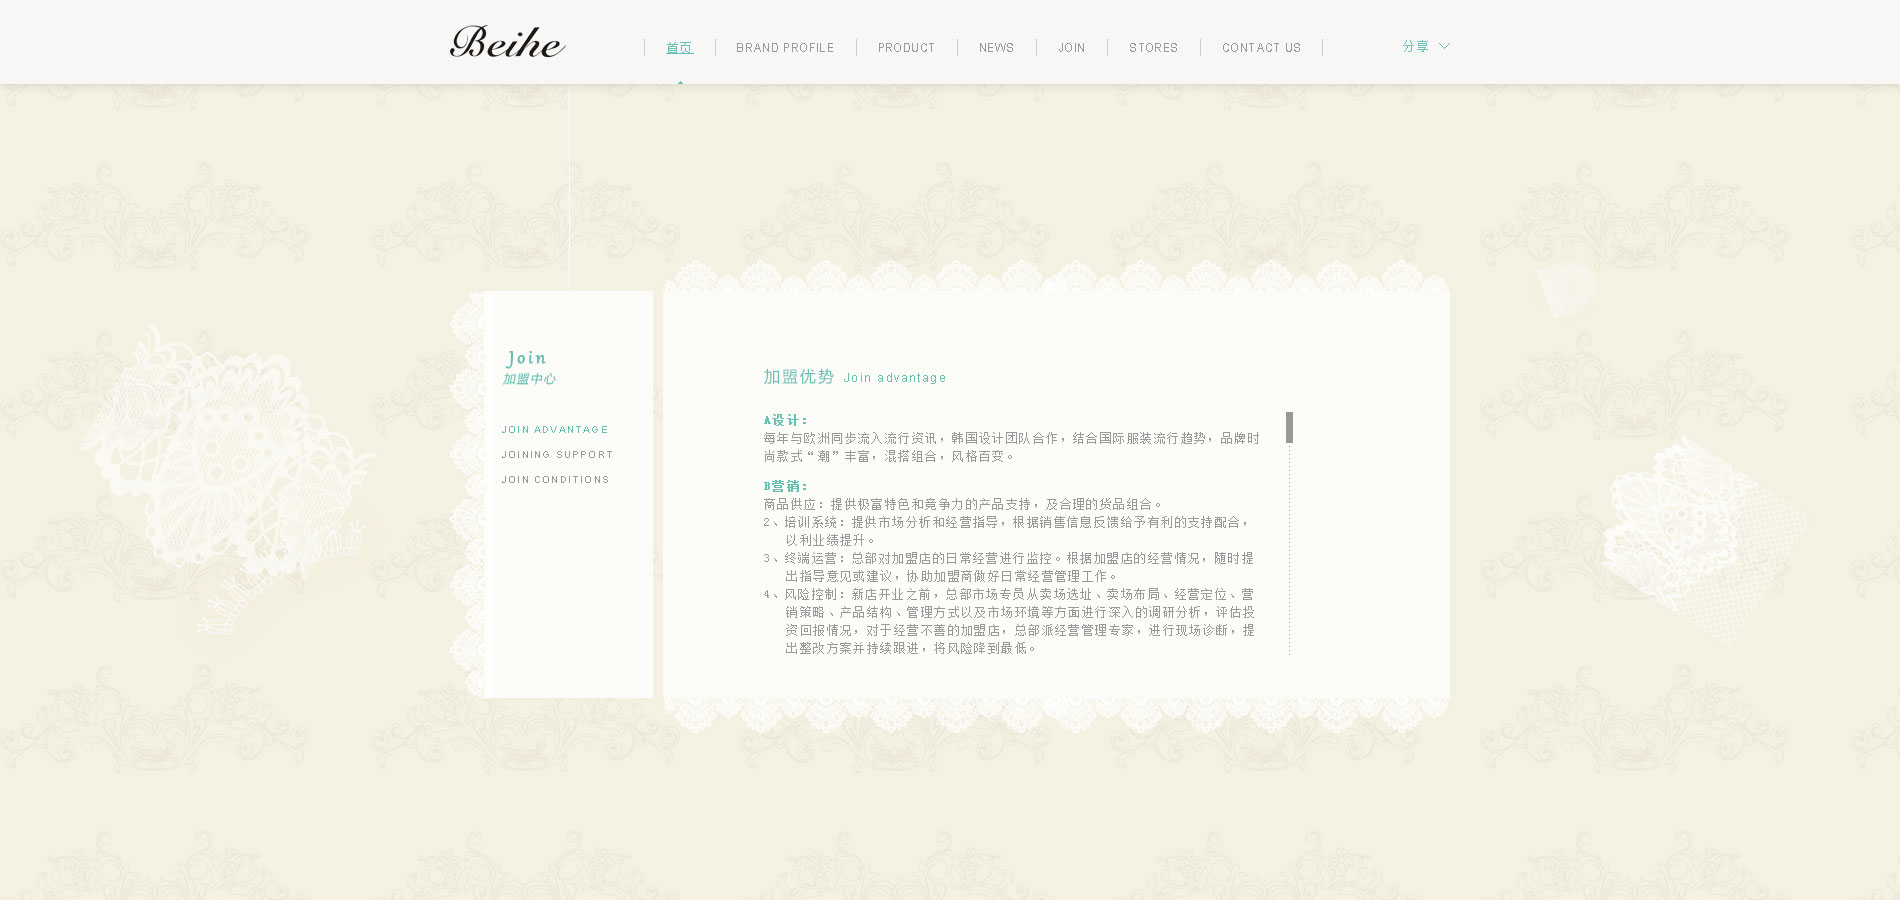 Beihe
首页
BRAND PROFILE
PRODUCT
NEWS
JOIN
STORES
CONTACT US
分享
Join
加盟中心
JOIN ADVANTAGE
JOINING SUPPORT
JOIN CONDITIONS
加盟优势 Join advantage
A设计：
每年与欧洲同步流入流行资讯，韩国设计团队合作，结合国际服装流行趋势，品牌时
尚款式“潮”丰富，混搭组合，风格百变。
B营销：
商品供应：提供极富特色和竞争力的产品支持，及合理的货品组合。
2、培训系统：提供市场分析和经营指导，根据销售信息反馈给予有利的支持配合，
以利业绩提升。
3、终端运营：总部对加盟店的日常经营进行监控。根据加盟店的经营情况，随时提
出指导意见或建议，协助加盟商做好日常经营管理工作。
4、风险控制：新店开业之前，总部市场专员从卖场选址、卖场布局、经营定位、营
销策略、产品结构、管理方式以及市场环境等方面进行深入的调研分析，评估投
资回报情况，对于经营不善的加盟店，总部派经营管理专家，进行现场诊断，提
出整改方案并持续跟进，将风险降到最低。